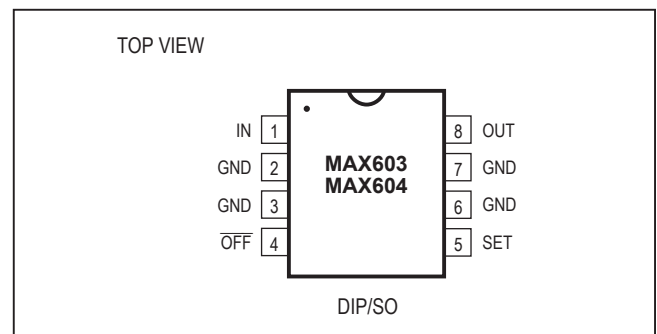 TOP VIEW
IN 1
GND 2
GND 3
O̅F̅F̅ 4
MAX603
MAX604
8 OUT
7 GND
6 GND
5 SET
DIP/SO